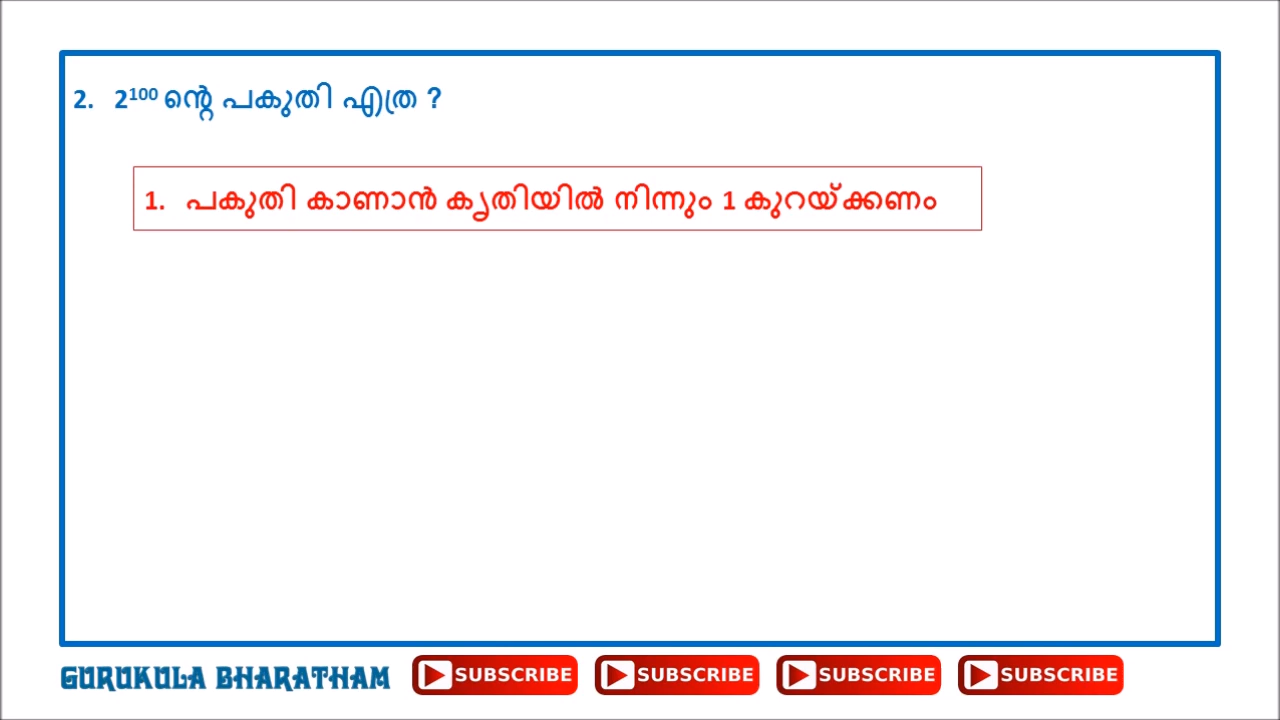 2. 2¹⁰⁰ ന്റെ പകുതി എത്ര ?
1. പകുതി കാണാൻ കൃതിയിൽ നിന്നും 1 കുറയ്ക്കണം
GURUKULA BHARATHAM SUBSCRIBE SUBSCRIBE SUBSCRIBE SUBSCRIBE